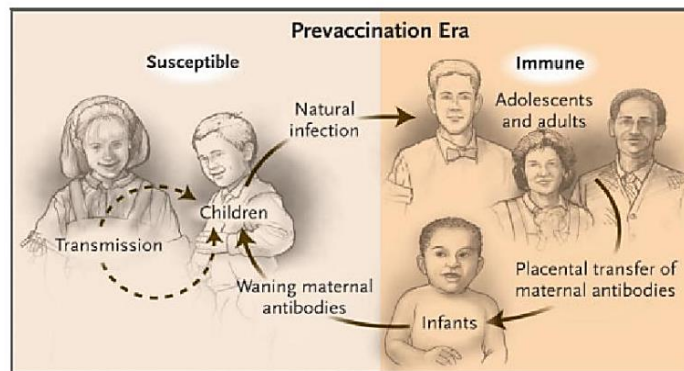 Prevaccination Era
Susceptible
Immune
Natural
infection
Adolescents
and adults
Children
Transmission
Waning maternal
antibodies
Infants
Placental transfer of
maternal antibodies